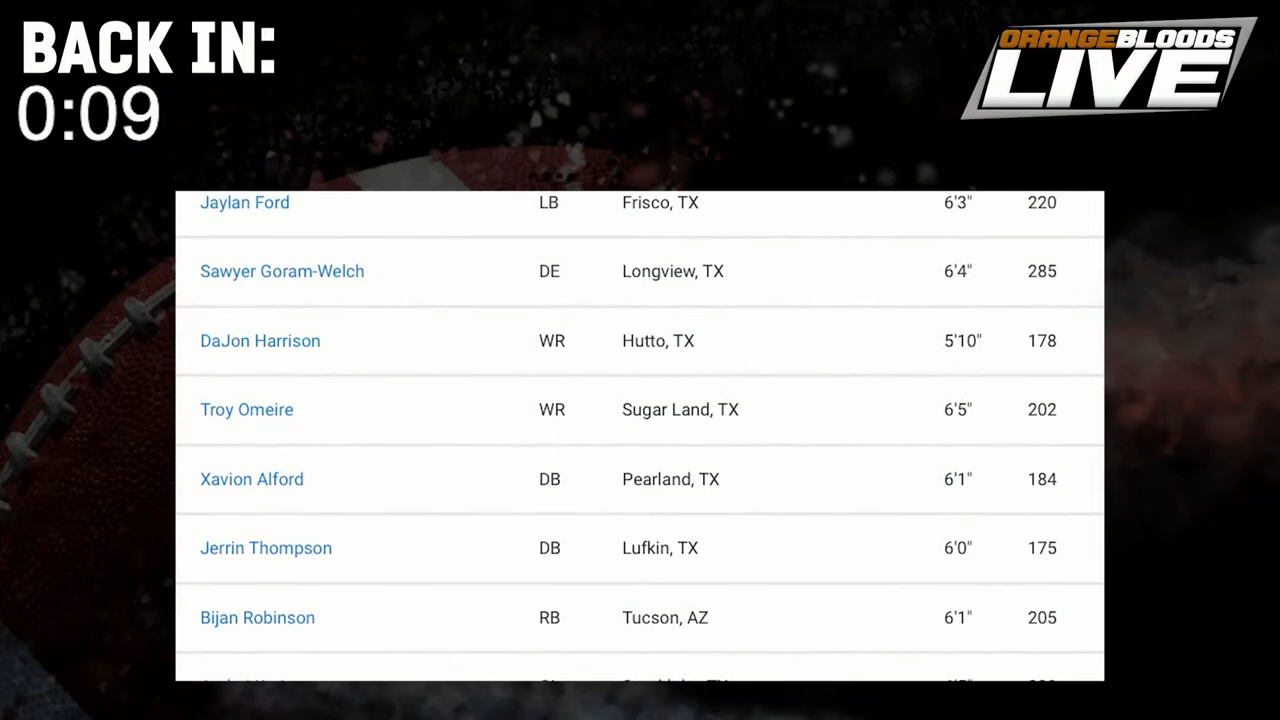 BACK IN:
0:09
ORANGEBLOODS
LIVE
Jaylan Ford LB Frisco, TX 6'3" 220
Sawyer Goram-Welch DE Longview, TX 6'4" 285
DaJon Harrison WR Hutto, TX 5'10" 178
Troy Omeire WR Sugar Land, TX 6'5" 202
Xavion Alford DB Pearland, TX 6'1" 184
Jerrin Thompson DB Lufkin, TX 6'0" 175
Bijan Robinson RB Tucson, AZ 6'1" 205